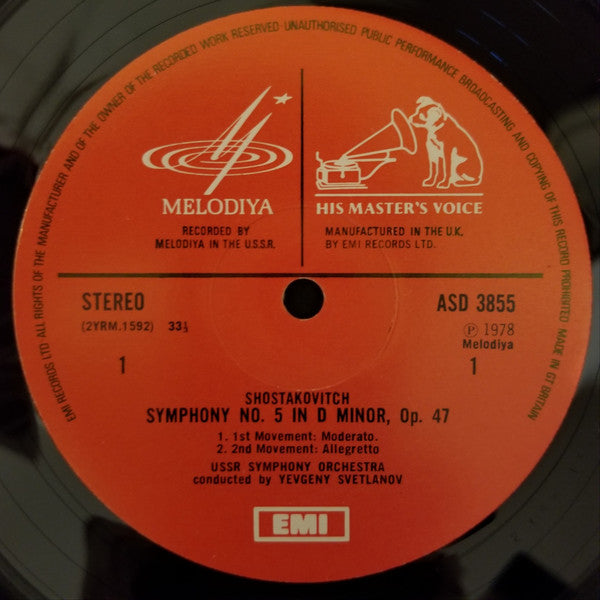 EMI RECORDS LTD ALL RIGHTS OF THE MANUFACTURER AND OF THE OWNER OF THE RECORDED WORK RESERVED UNAUTHORISED PUBLIC PERFORMANCE BROADCASTING AND COPYING OF THIS RECORD PROHIBITED MADE IN GT BRITAIN
MELODIYA
RECORDED BY
MELODIYA IN THE U.S.S.R.
HIS MASTER'S VOICE
MANUFACTURED IN THE U.K.
BY EMI RECORDS LTD.
STEREO
(2YRM.1592) 33⅓
1
ASD 3855
Ⓟ 1978
Melodiya
1
SHOSTAKOVITCH
SYMPHONY NO. 5 IN D MINOR, Op. 47
1. 1st Movement: Moderato.
2. 2nd Movement: Allegretto
USSR SYMPHONY ORCHESTRA
conducted by YEVGENY SVETLANOV
EMI